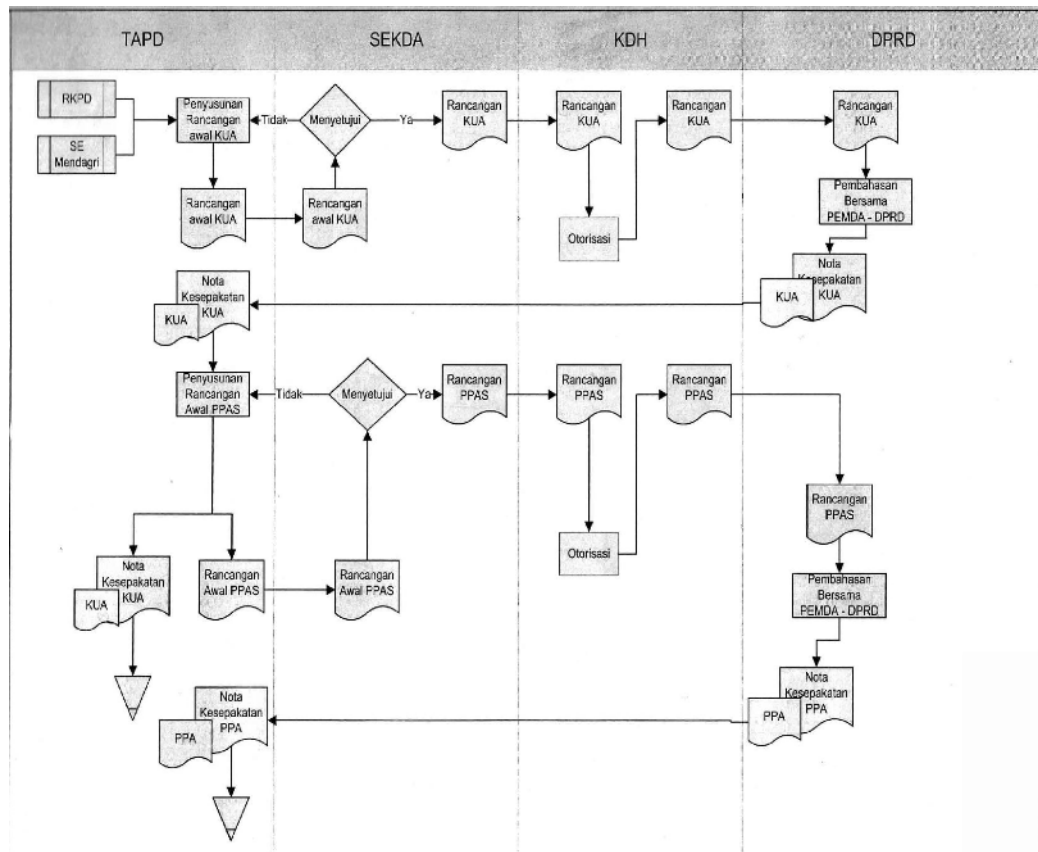 TAPD
SEKDA
KDH
DPRD
RKPD
SE
Mendagri
Penyusunan
Rancangan
awal KUA
Tidak
Menyetujui
Ya
Rancangan
KUA
Rancangan
KUA
Rancangan
KUA
Rancangan
KUA
Rancangan
awal KUA
Rancangan
awal KUA
Otorisasi
Pembahasan
Bersama
PEMDA - DPRD
Nota
Kesepakatan
KUA
KUA
Nota
Kesepakatan
KUA
KUA
Penyusunan
Rancangan
Awal PPAS
Tidak
Menyetujui
Ya
Rancangan
PPAS
Rancangan
PPAS
Rancangan
PPAS
Rancangan
PPAS
Nota
Kesepakatan
KUA
KUA
Rancangan
Awal PPAS
Rancangan
Awal PPAS
Otorisasi
Pembahasan
Bersama
PEMDA - DPRD
Nota
Kesepakatan
PPA
PPA
Nota
Kesepakatan
PPA
PPA